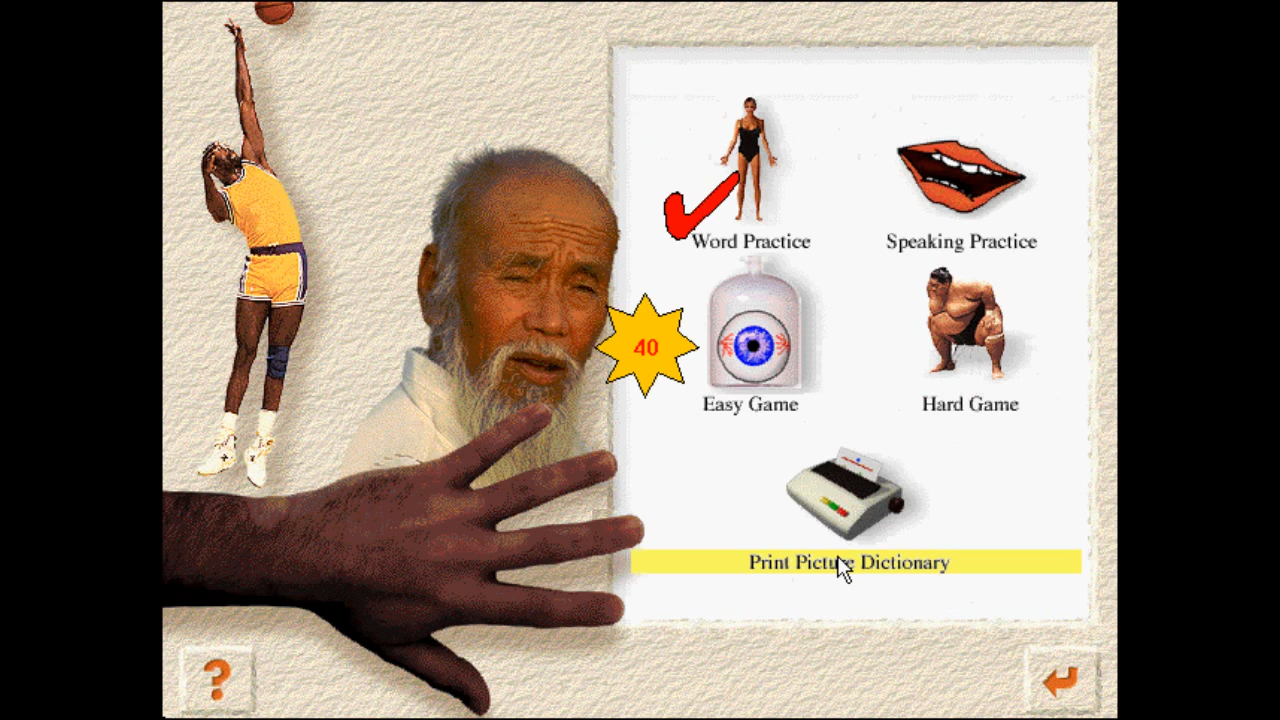 Word Practice
Speaking Practice
40
Easy Game
Hard Game
Print Picture Dictionary
?